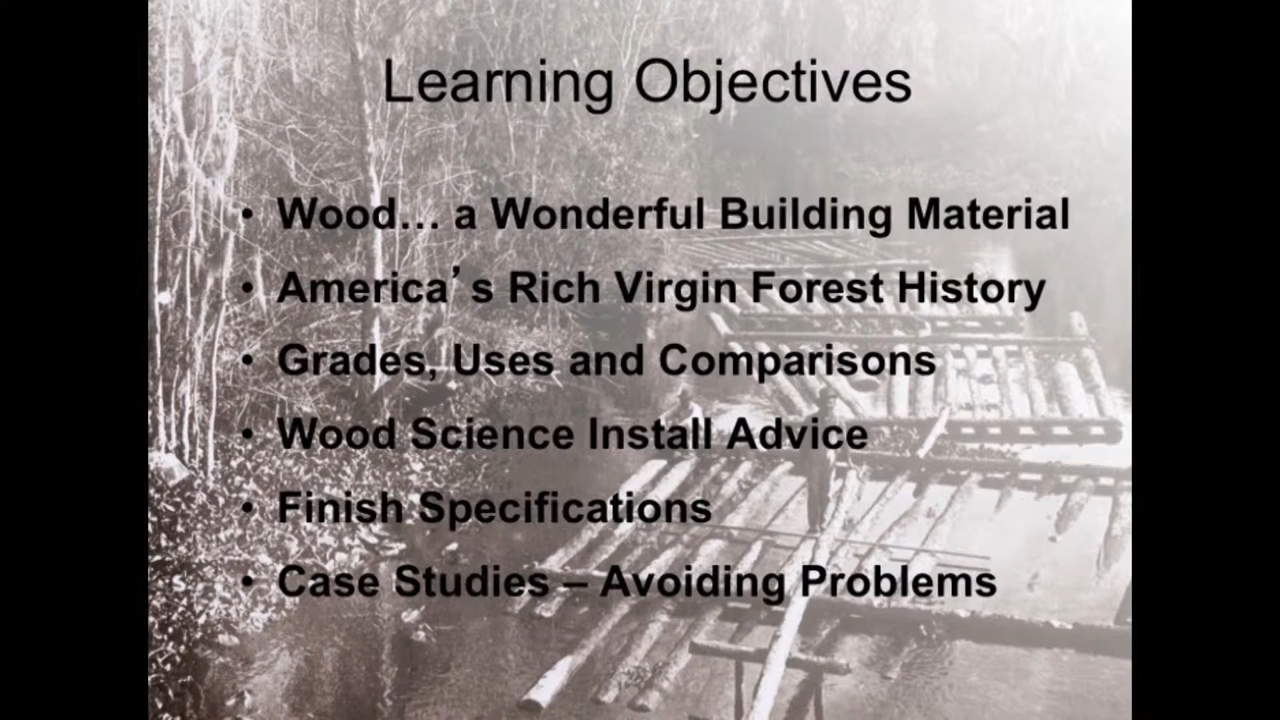 Learning Objectives
• Wood… a Wonderful Building Material
• America’s Rich Virgin Forest History
• Grades, Uses and Comparisons
• Wood Science Install Advice
• Finish Specifications
• Case Studies – Avoiding Problems